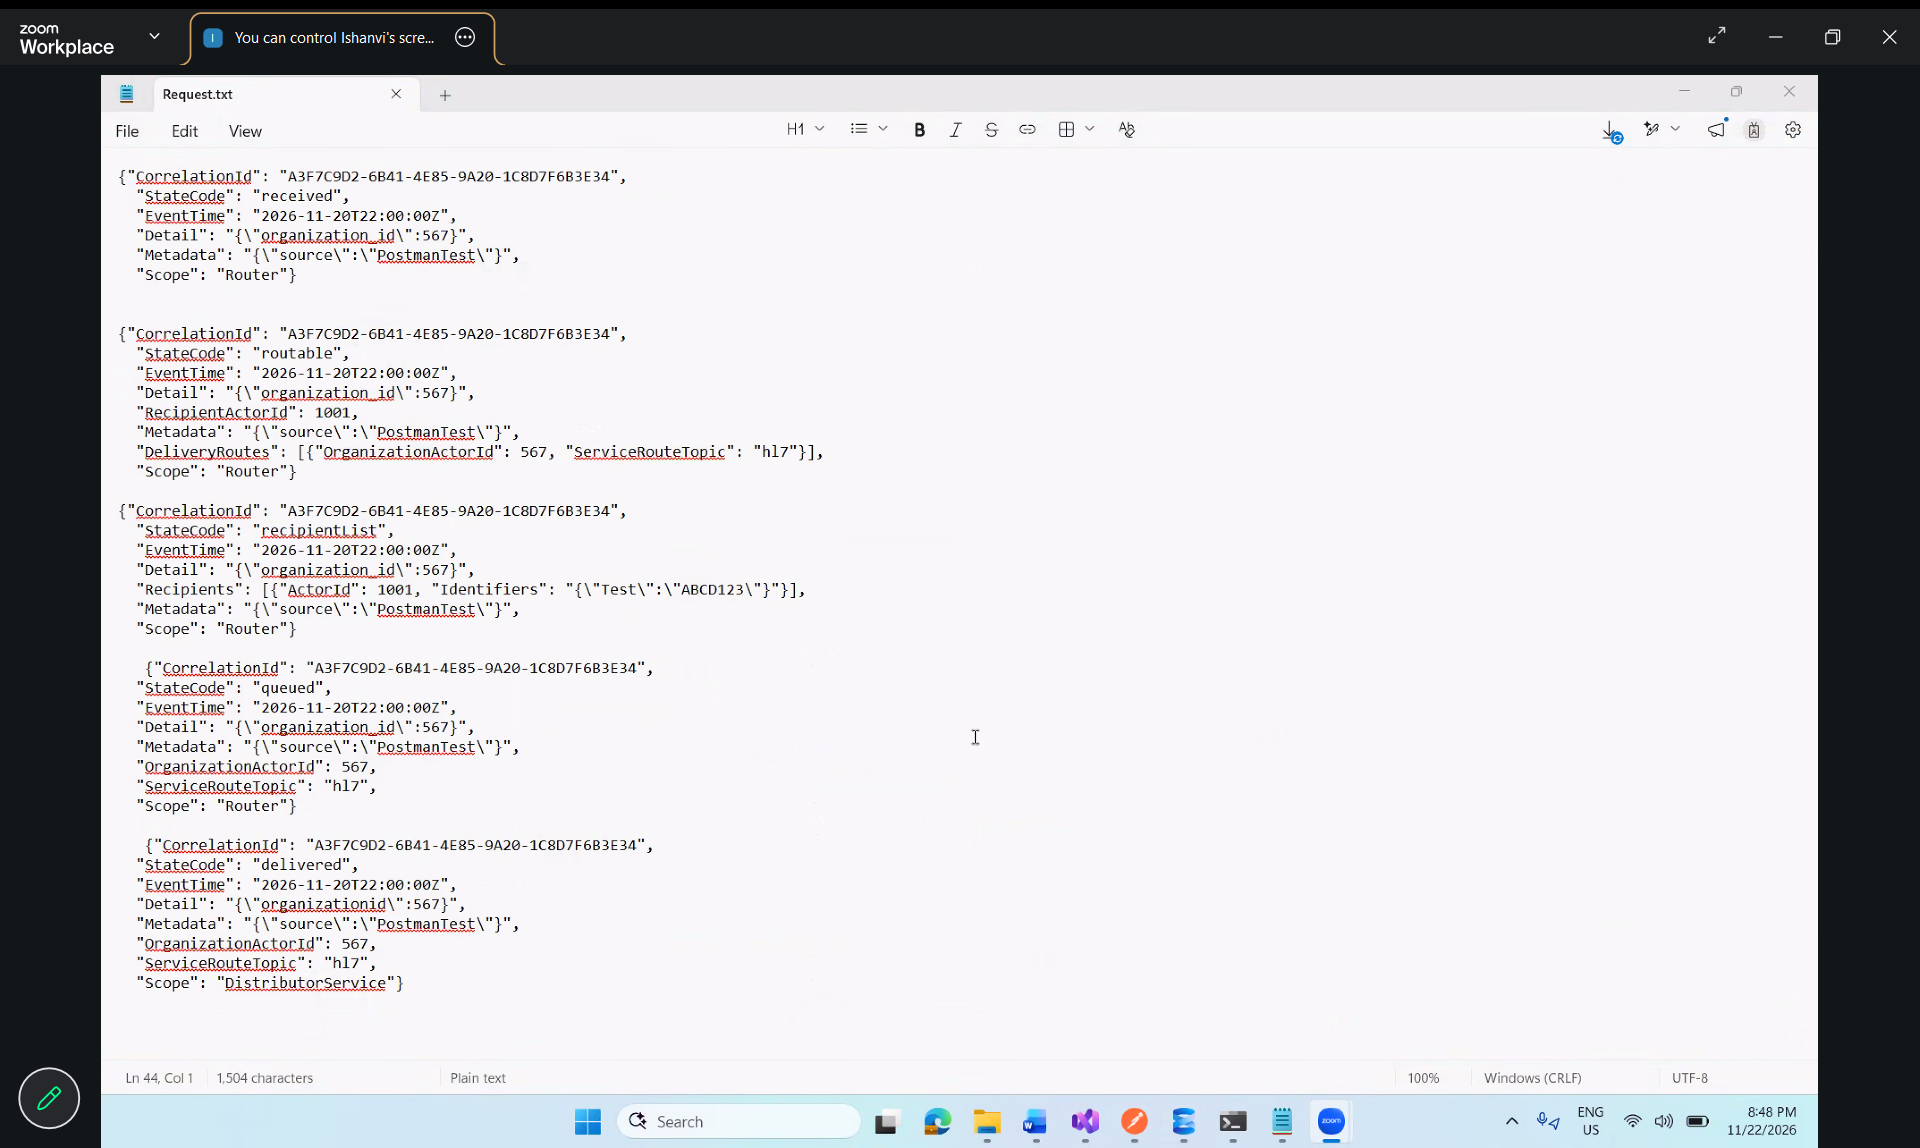 zoom
Workplace
I You can control Ishanvi's scre...
Request.txt
File Edit View
H1 B I S
{"CorrelationId": "A3F7C9D2-6B41-4E85-9A20-1C8D7F6B3E34",
"StateCode": "received",
"EventTime": "2026-11-20T22:00:00Z",
"Detail": "{\"organization_id\":567}",
"Metadata": "{\"source\":\"PostmanTest\"}",
"Scope": "Router"}
{"CorrelationId": "A3F7C9D2-6B41-4E85-9A20-1C8D7F6B3E34",
"StateCode": "routable",
"EventTime": "2026-11-20T22:00:00Z",
"Detail": "{\"organization_id\":567}",
"RecipientActorId": 1001,
"Metadata": "{\"source\":\"PostmanTest\"}",
"DeliveryRoutes": [{"OrganizationActorId": 567, "ServiceRouteTopic": "hl7"}],
"Scope": "Router"}
{"CorrelationId": "A3F7C9D2-6B41-4E85-9A20-1C8D7F6B3E34",
"StateCode": "recipientList",
"EventTime": "2026-11-20T22:00:00Z",
"Detail": "{\"organization_id\":567}",
"Recipients": [{"ActorId": 1001, "Identifiers": "{\"Test\":\"ABCD123\"}"}],
"Metadata": "{\"source\":\"PostmanTest\"}",
"Scope": "Router"}
{"CorrelationId": "A3F7C9D2-6B41-4E85-9A20-1C8D7F6B3E34",
"StateCode": "queued",
"EventTime": "2026-11-20T22:00:00Z",
"Detail": "{\"organization_id\":567}",
"Metadata": "{\"source\":\"PostmanTest\"}",
"OrganizationActorId": 567,
"ServiceRouteTopic": "hl7",
"Scope": "Router"}
{"CorrelationId": "A3F7C9D2-6B41-4E85-9A20-1C8D7F6B3E34",
"StateCode": "delivered",
"EventTime": "2026-11-20T22:00:00Z",
"Detail": "{\"organizationid\":567}",
"Metadata": "{\"source\":\"PostmanTest\"}",
"OrganizationActorId": 567,
"ServiceRouteTopic": "hl7",
"Scope": "DistributorService"}
Ln 44, Col 1 1,504 characters Plain text 100% Windows (CRLF) UTF-8
Search
zoom
ENG
US
8:48 PM
11/22/2026